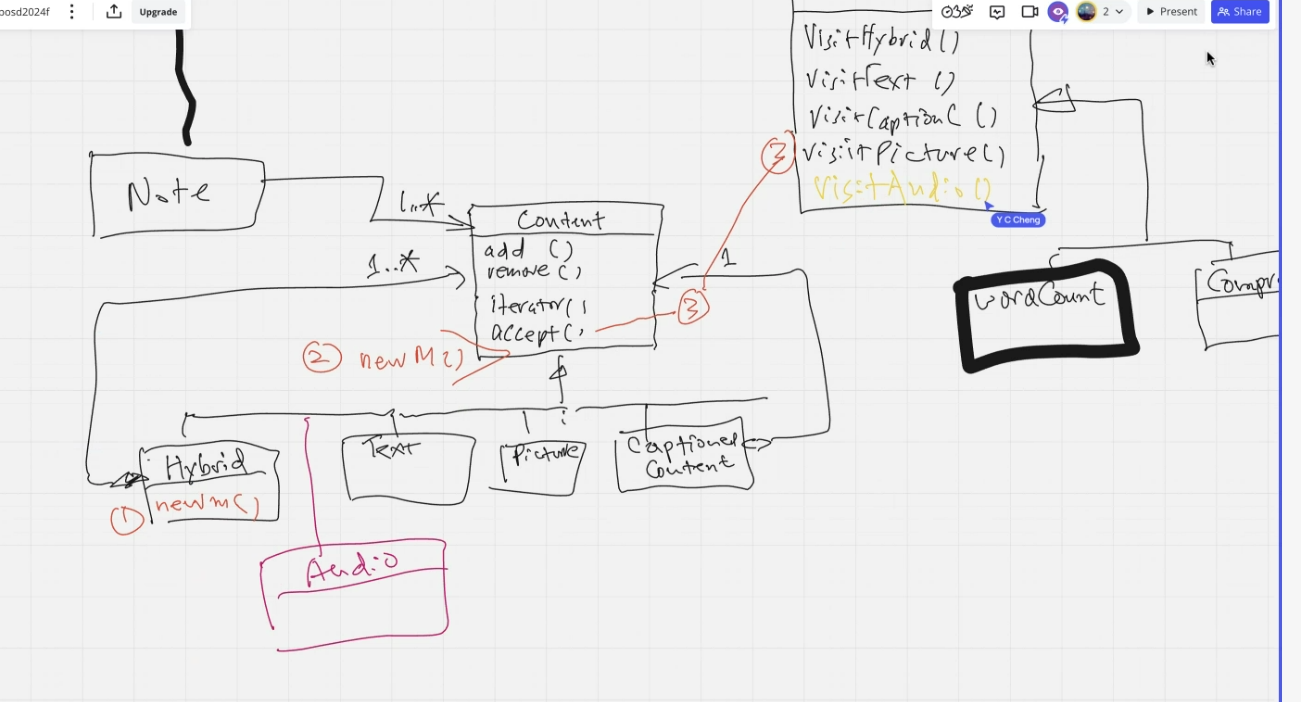 posd2024f
Upgrade
2
Present
Share
VisitHybrid()
VisitText ()
VisitCaptionC ()
VisiitPicture()
VisitAudio()
Y C Cheng
Note
1..*
Content
add ()
remove()
iterator()
accept()
1..*
1
3
3
2 newM()
wordCount
Compr
Hybrid
newm()
1
Text
Picture
Captioned
Content
Audio